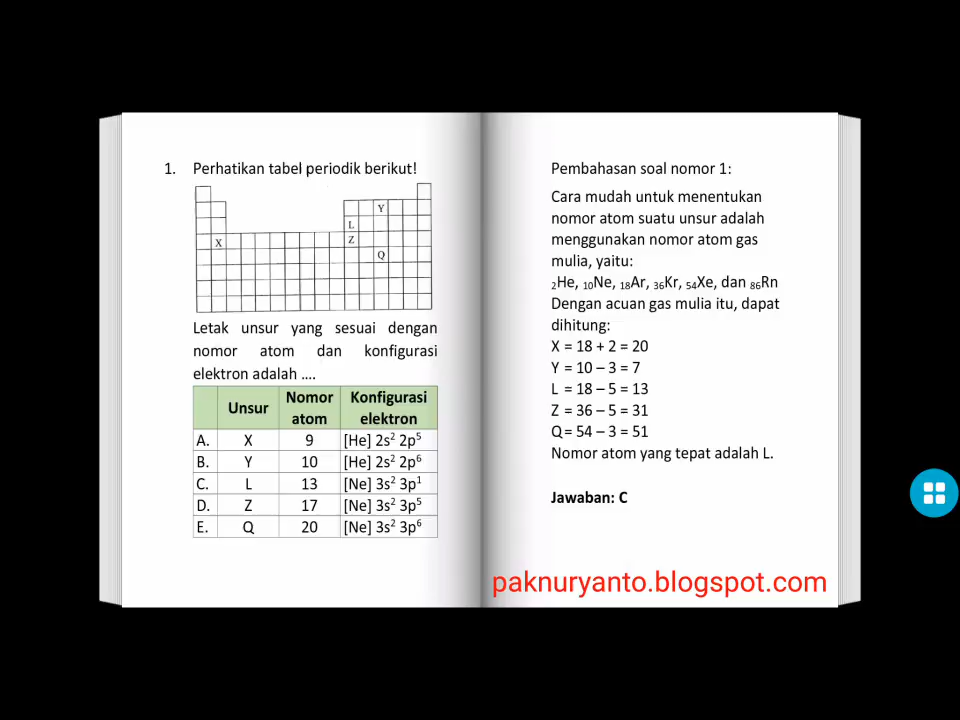 1. Perhatikan tabel periodik berikut!
Y
L
X
Z
Q
Letak unsur yang sesuai dengan
nomor atom dan konfigurasi
elektron adalah ....
Unsur Nomor atom Konfigurasi elektron
A. X 9 [He] 2s² 2p⁵
B. Y 10 [He] 2s² 2p⁶
C. L 13 [Ne] 3s² 3p¹
D. Z 17 [Ne] 3s² 3p⁵
E. Q 20 [Ne] 3s² 3p⁶
Pembahasan soal nomor 1:
Cara mudah untuk menentukan
nomor atom suatu unsur adalah
menggunakan nomor atom gas
mulia, yaitu:
₂He, ₁₀Ne, ₁₈Ar, ₃₆Kr, ₅₄Xe, dan ₈₆Rn
Dengan acuan gas mulia itu, dapat
dihitung:
X = 18 + 2 = 20
Y = 10 – 3 = 7
L = 18 – 5 = 13
Z = 36 – 5 = 31
Q = 54 – 3 = 51
Nomor atom yang tepat adalah L.
Jawaban: C
paknuryanto.blogspot.com